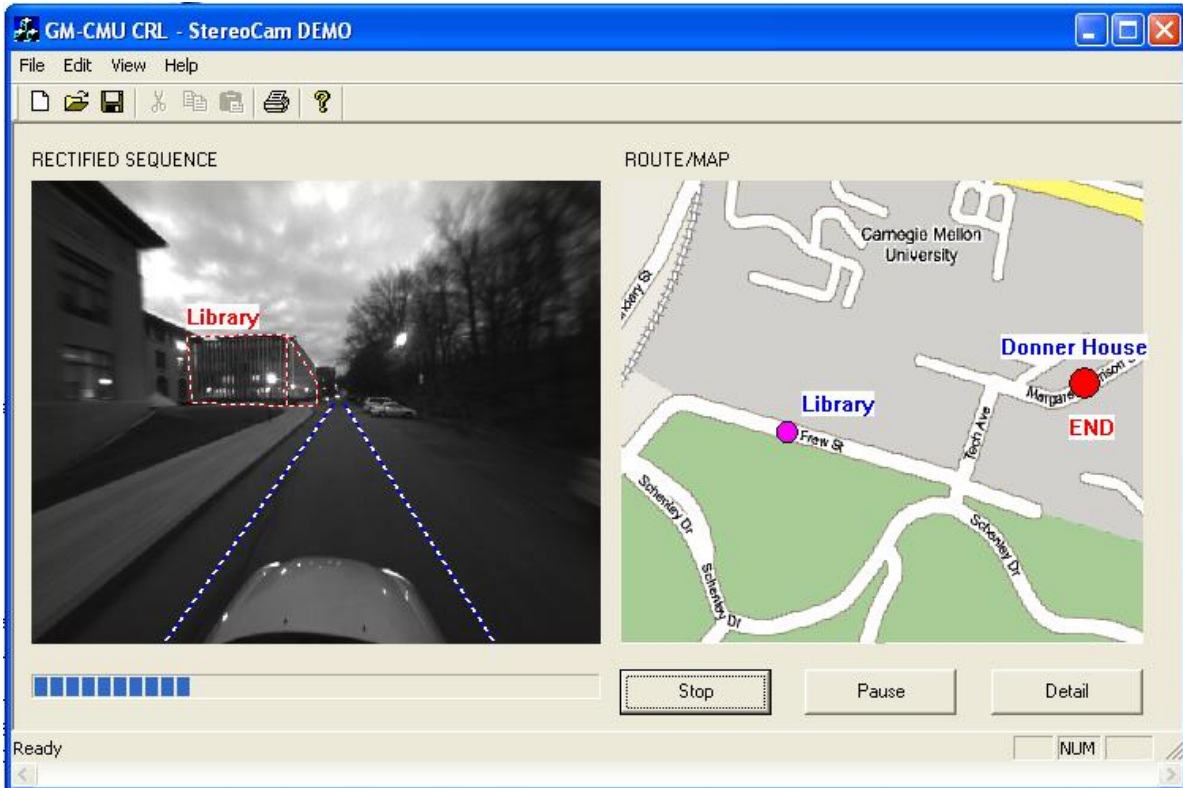 GM-CMU CRL - StereoCam DEMO
File Edit View Help
RECTIFIED SEQUENCE
ROUTE/MAP
Library
Carnegie Mellon
University
Donner House
END
Library
Frew St
Tech Ave
Schenley Dr
Schenley Dr
Schenley Dr
Stop
Pause
Detail
Ready
NUM